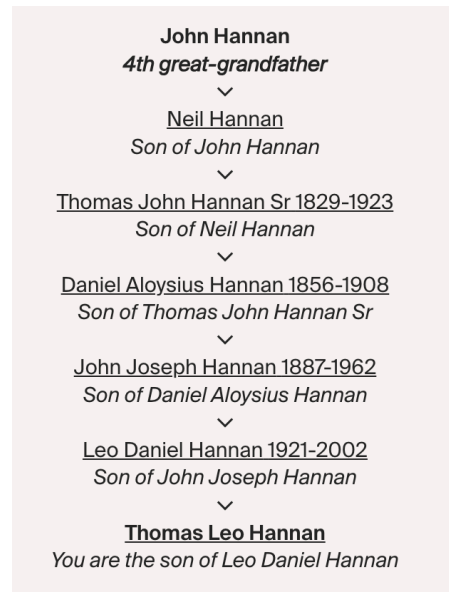 John Hannan
4th great-grandfather
Neil Hannan
Son of John Hannan
Thomas John Hannan Sr 1829-1923
Son of Neil Hannan
Daniel Aloysius Hannan 1856-1908
Son of Thomas John Hannan Sr
John Joseph Hannan 1887-1962
Son of Daniel Aloysius Hannan
Leo Daniel Hannan 1921-2002
Son of John Joseph Hannan
Thomas Leo Hannan
You are the son of Leo Daniel Hannan